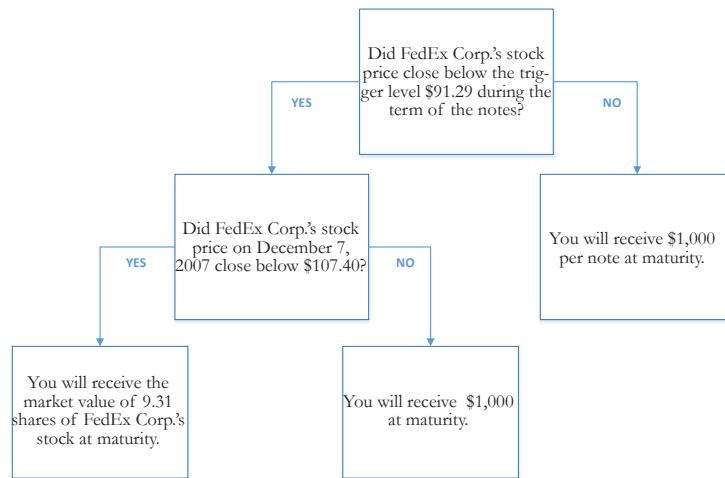 Did FedEx Corp.'s stock
price close below the trig-
ger level $91.29 during the
term of the notes?
YES
NO
Did FedEx Corp.'s stock
price on December 7,
2007 close below $107.40?
You will receive $1,000
per note at maturity.
YES
NO
You will receive the
market value of 9.31
shares of FedEx Corp.'s
stock at maturity.
You will receive $1,000
at maturity.